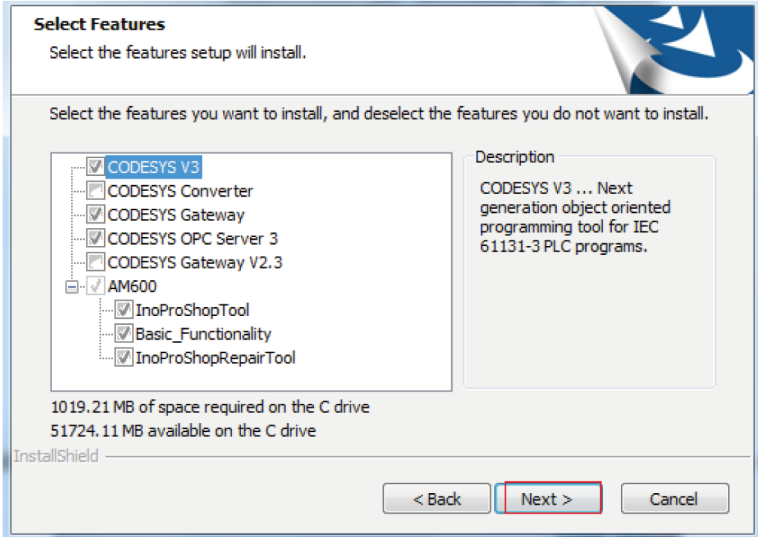 Select Features
Select the features setup will install.
Select the features you want to install, and deselect the features you do not want to install.
CODESYS V3
CODESYS Converter
CODESYS Gateway
CODESYS OPC Server 3
CODESYS Gateway V2.3
AM600
InoProShopTool
Basic_Functionality
InoProShopRepairTool
Description
CODESYS V3 ... Next
generation object oriented
programming tool for IEC
61131-3 PLC programs.
1019.21 MB of space required on the C drive
51724.11 MB available on the C drive
InstallShield
< Back
Next >
Cancel